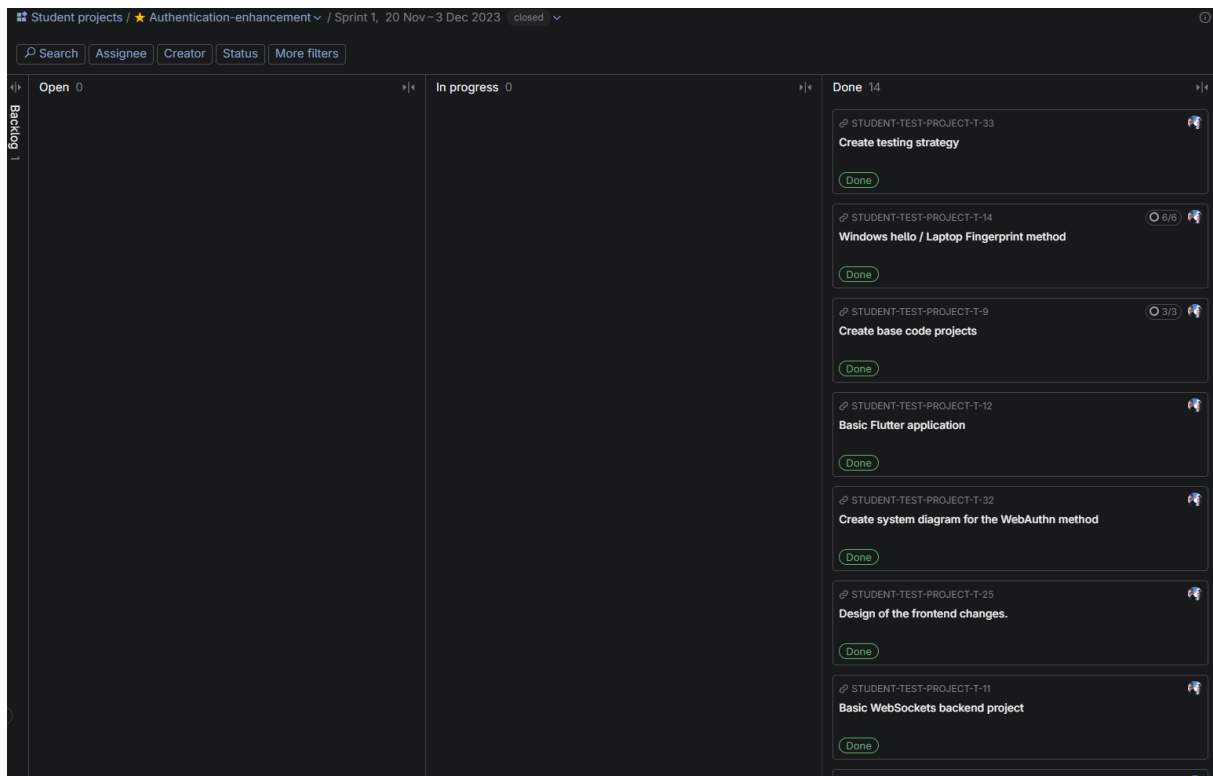 Student projects / Authentication-enhancement / Sprint 1, 20 Nov – 3 Dec 2023 closed
Search Assignee Creator Status More filters
Backlog 1
Open 0
In progress 0
Done 14
STUDENT-TEST-PROJECT-T-33
Create testing strategy
Done
STUDENT-TEST-PROJECT-T-14 6/6
Windows hello / Laptop Fingerprint method
Done
STUDENT-TEST-PROJECT-T-9 3/3
Create base code projects
Done
STUDENT-TEST-PROJECT-T-12
Basic Flutter application
Done
STUDENT-TEST-PROJECT-T-32
Create system diagram for the WebAuthn method
Done
STUDENT-TEST-PROJECT-T-25
Design of the frontend changes.
Done
STUDENT-TEST-PROJECT-T-11
Basic WebSockets backend project
Done